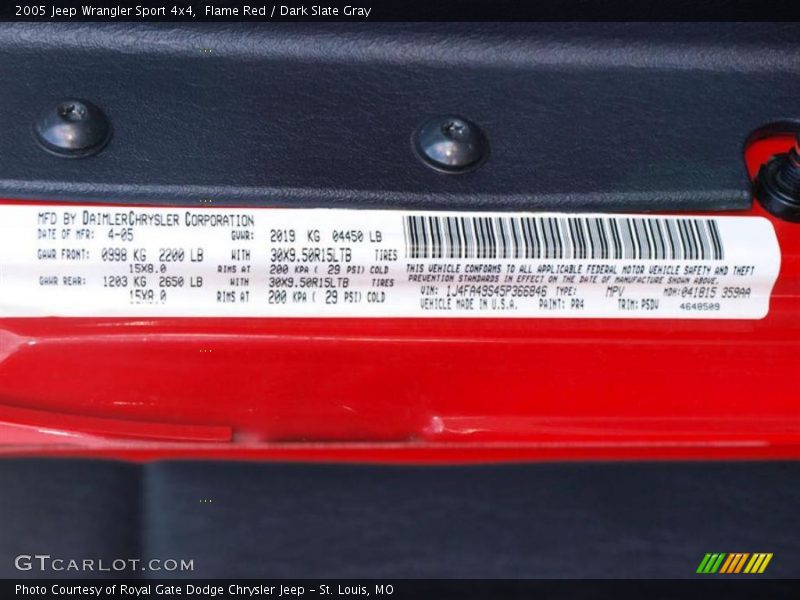 2005 Jeep Wrangler Sport 4x4,  Flame Red / Dark Slate Gray
MFD BY DAIMLERCHRYSLER CORPORATION
DATE OF MFR: 4-05 GVWR: 2019 KG 04450 LB
GAWR FRONT: 0998 KG 2200 LB WITH 30X9.50R15LTB TIRES
15X8.0 RIMS AT 200 KPA ( 29 PSI) COLD
GAWR REAR: 1203 KG 2650 LB WITH 30X9.50R15LTB TIRES
15X8.0 RIMS AT 200 KPA ( 29 PSI) COLD
THIS VEHICLE CONFORMS TO ALL APPLICABLE FEDERAL MOTOR VEHICLE SAFETY AND THEFT
PREVENTION STANDARDS IN EFFECT ON THE DATE OF MANUFACTURE SHOWN ABOVE.
VIN: 1J4FA49S45P366846 TYPE: MPV MDH: 041815 359AA
VEHICLE MADE IN U.S.A. PAINT: PR4 TRIM: P5DV 4648509
GTCARLOT.COM
Photo Courtesy of Royal Gate Dodge Chrysler Jeep - St. Louis, MO